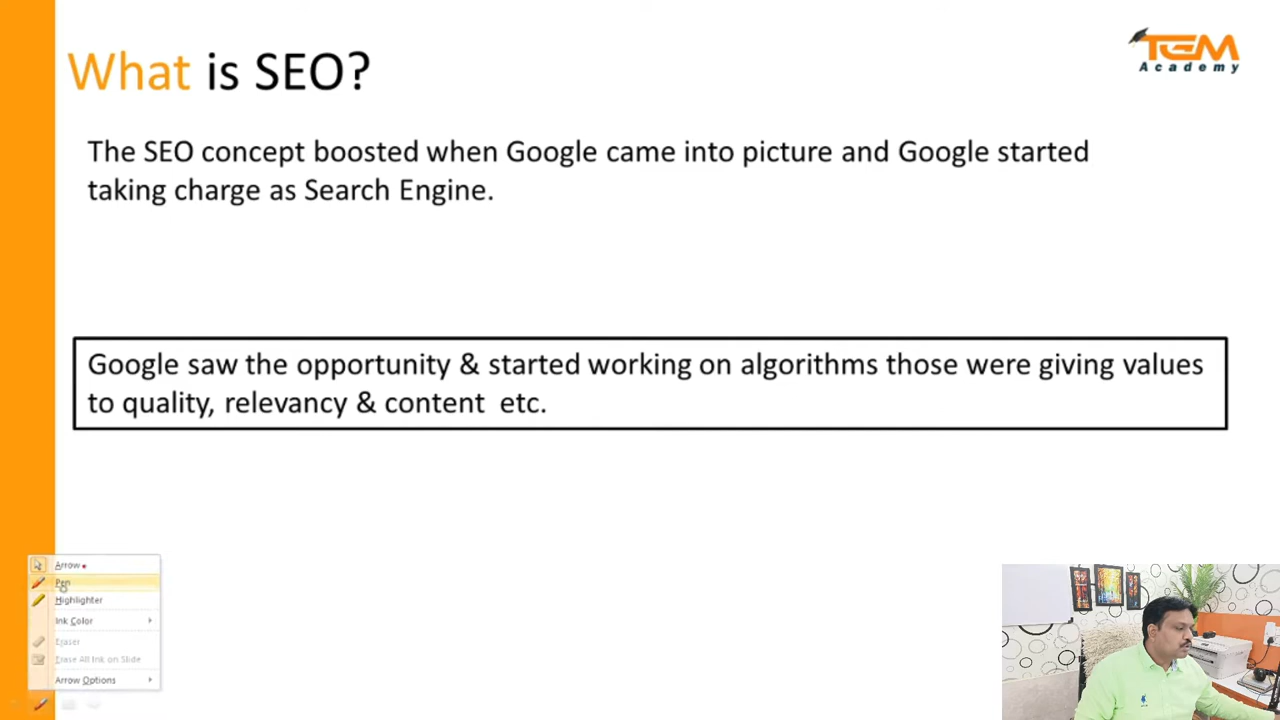 What is SEO?
TGM
Academy
The SEO concept boosted when Google came into picture and Google started
taking charge as Search Engine.
Google saw the opportunity & started working on algorithms those were giving values
to quality, relevancy & content etc.
Arrow
Pen
Highlighter
Ink Color
Eraser
Erase All Ink on Slide
Arrow Options